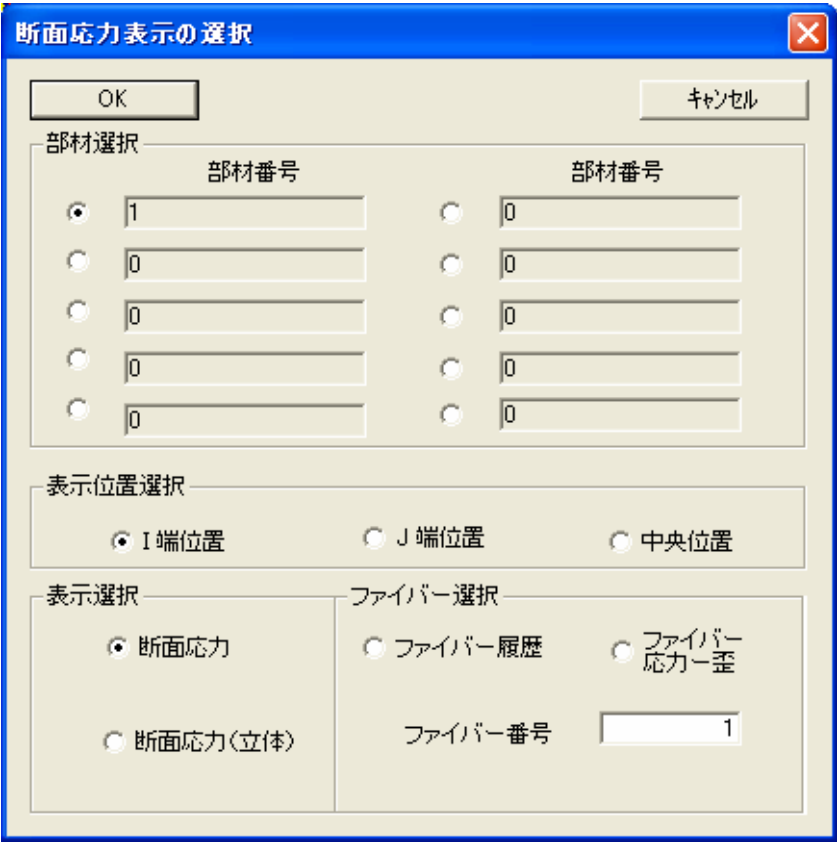 断面応力表示の選択
OK
キャンセル
部材選択
部材番号
部材番号
1
0
0
0
0
0
0
0
0
0
表示位置選択
I 端位置
J 端位置
中央位置
表示選択
ファイバー選択
断面応力
ファイバー履歴
ファイバー
応力ー歪
断面応力(立体)
ファイバー番号
1